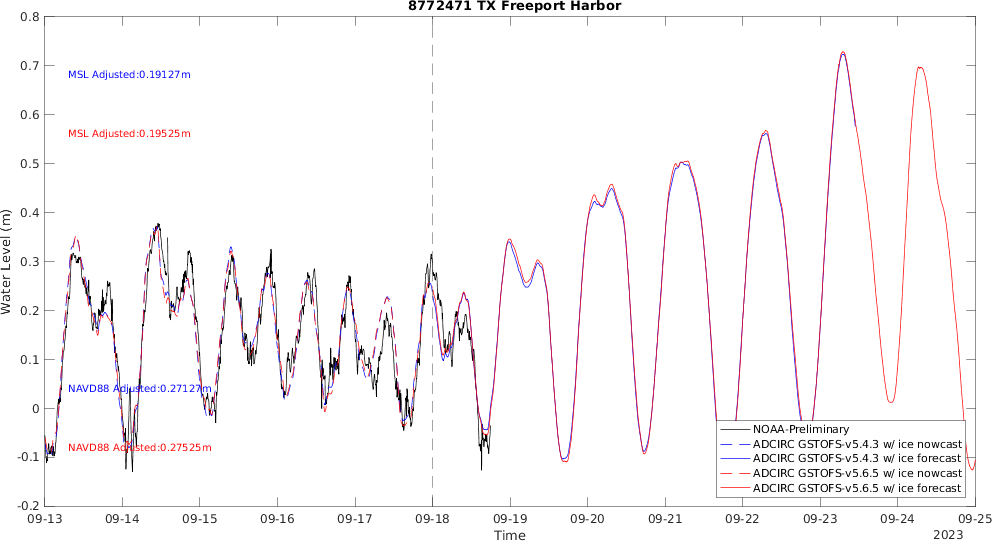 8772471 TX Freeport Harbor
0.8
0.7
0.6
0.5
0.4
0.3
0.2
0.1
0
-0.1
-0.2
Water Level (m)
MSL Adjusted:0.19127m
MSL Adjusted:0.19525m
NAVD88 Adjusted:0.27127m
NAVD88 Adjusted:0.27525m
NOAA-Preliminary
ADCIRC GSTOFS-v5.4.3 w/ ice nowcast
ADCIRC GSTOFS-v5.4.3 w/ ice forecast
ADCIRC GSTOFS-v5.6.5 w/ ice nowcast
ADCIRC GSTOFS-v5.6.5 w/ ice forecast
09-13 09-14 09-15 09-16 09-17 09-18 09-19 09-20 09-21 09-22 09-23 09-24 09-25
Time
2023